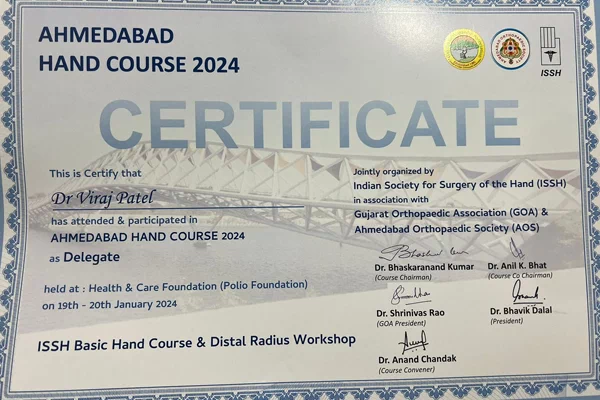 AHMEDABAD
HAND COURSE 2024
ISSH
CERTIFICATE
This is Certify that
Dr Viraj Patel
has attended & participated in
AHMEDABAD HAND COURSE 2024
as Delegate
held at : Health & Care Foundation (Polio Foundation)
on 19th - 20th January 2024
ISSH Basic Hand Course & Distal Radius Workshop
Jointly organized by
Indian Society for Surgery of the Hand (ISSH)
in association with
Gujarat Orthopaedic Association (GOA) &
Ahmedabad Orthopaedic Society (AOS)
Dr. Bhaskaranand Kumar
(Course Chairman)
Dr. Anil K. Bhat
(Course Co Chairman)
Dr. Shrinivas Rao
(GOA President)
Dr. Bhavik Dalal
(President)
Dr. Anand Chandak
(Course Convener)